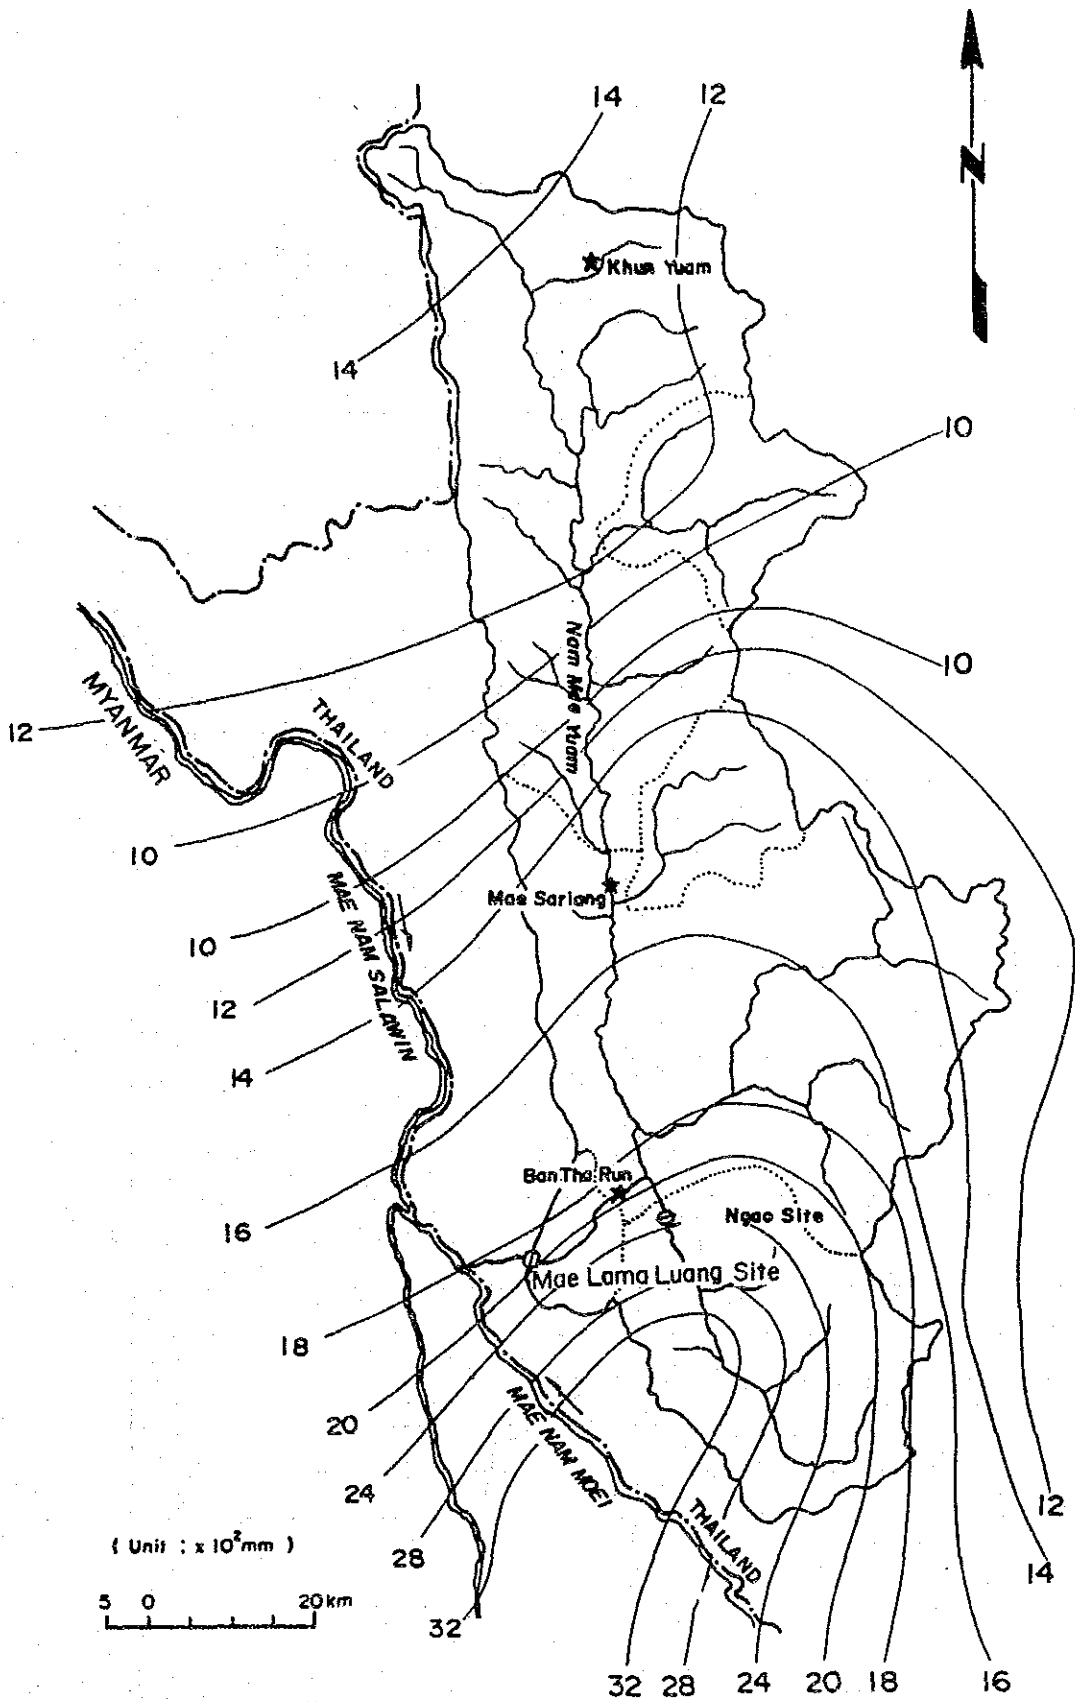 14
12
N
Khun Yuam
14
10
Nam Mae Yuam
10
MYANMAR
THAILAND
12
10
Mae Sariang
MAE NAM SALAWIN
10
12
14
Ban Tha Run
Ngao Site
16
Mae Lama Luang Site
18
20
MAE NAM MOEI
24
THAILAND
12
( Unit : x 10²mm )
28
14
5 0 20 km
32
32 28 24 20 18 16